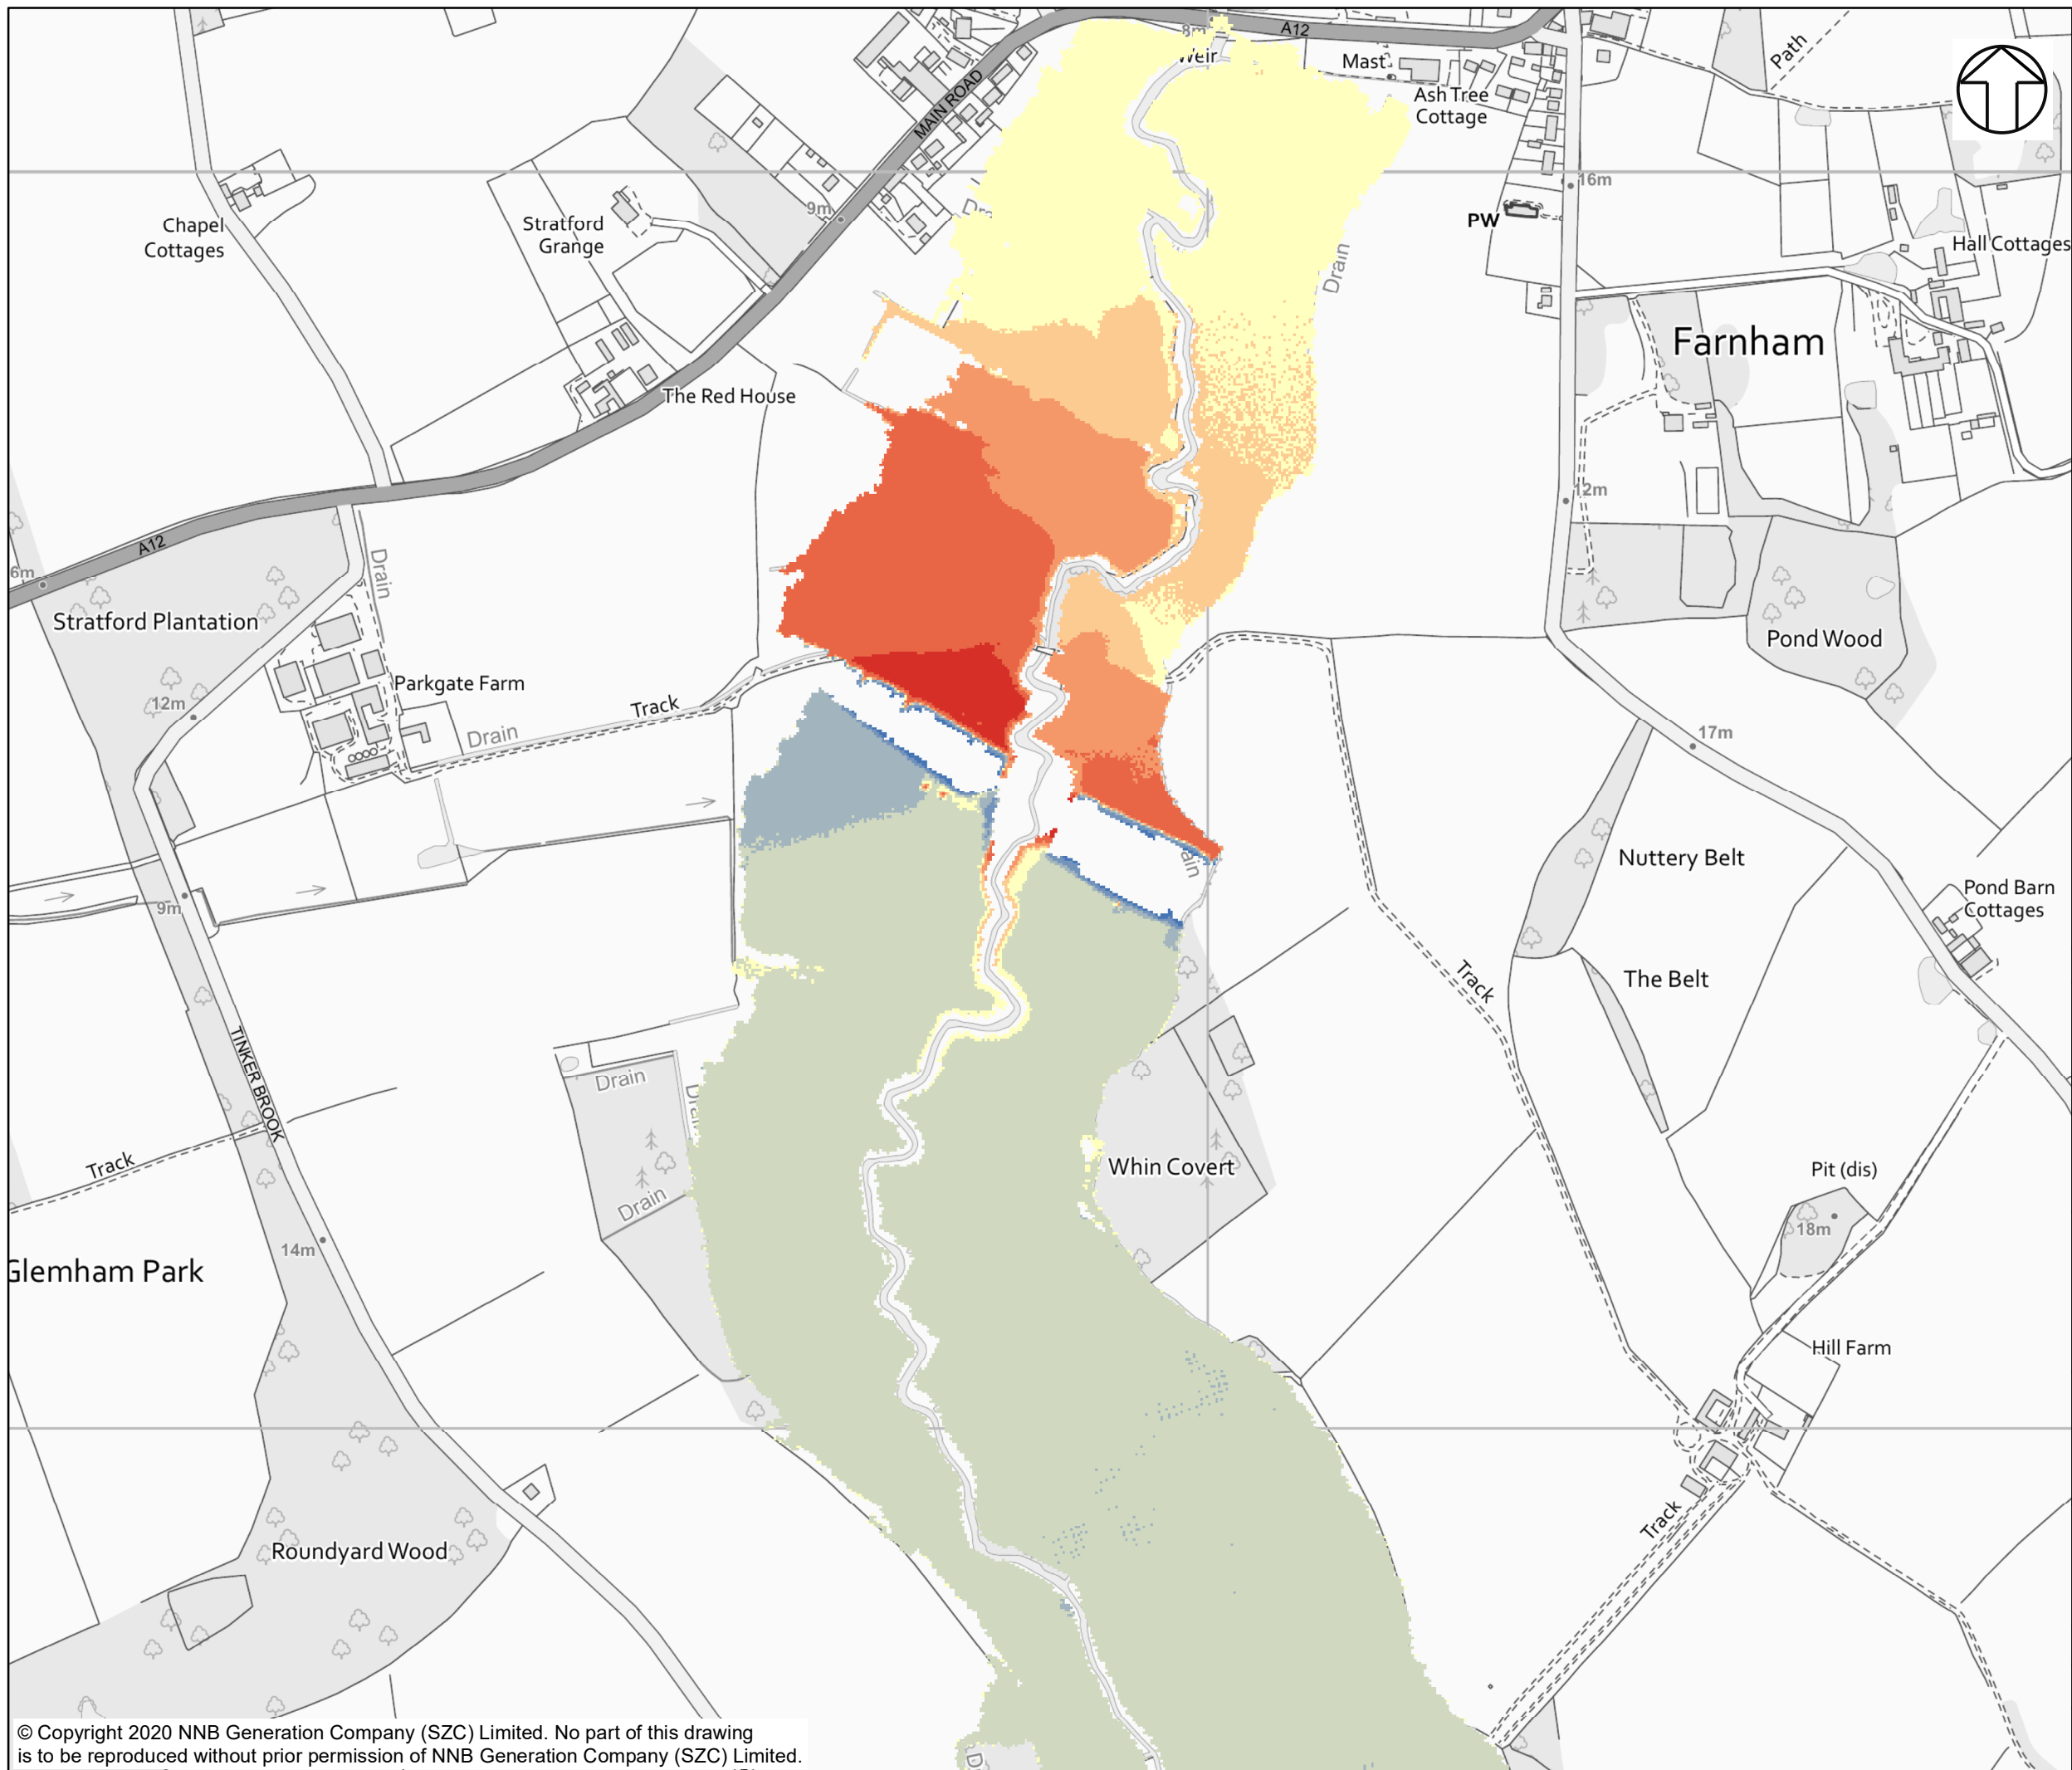 A12
8m
Weir
Mast
Path
Ash Tree
Cottage
MAIN ROAD
16m
9m
PW
Chapel
Cottages
Stratford
Grange
Drain
Hall Cottages
Farnham
The Red House
12m
A12
Drain
6m
Stratford Plantation
Pond Wood
Parkgate Farm
12m
Track
Drain
17m
Nuttery Belt
ain
Pond Barn
Cottages
9m
The Belt
Track
TINKER BROOK
Drain
Track
Whin Covert
Pit (dis)
Drain
18m
14m
Glemham Park
Hill Farm
Track
Roundyard Wood
© Copyright 2020 NNB Generation Company (SZC) Limited. No part of this drawing
is to be reproduced without prior permission of NNB Generation Company (SZC) Limited.